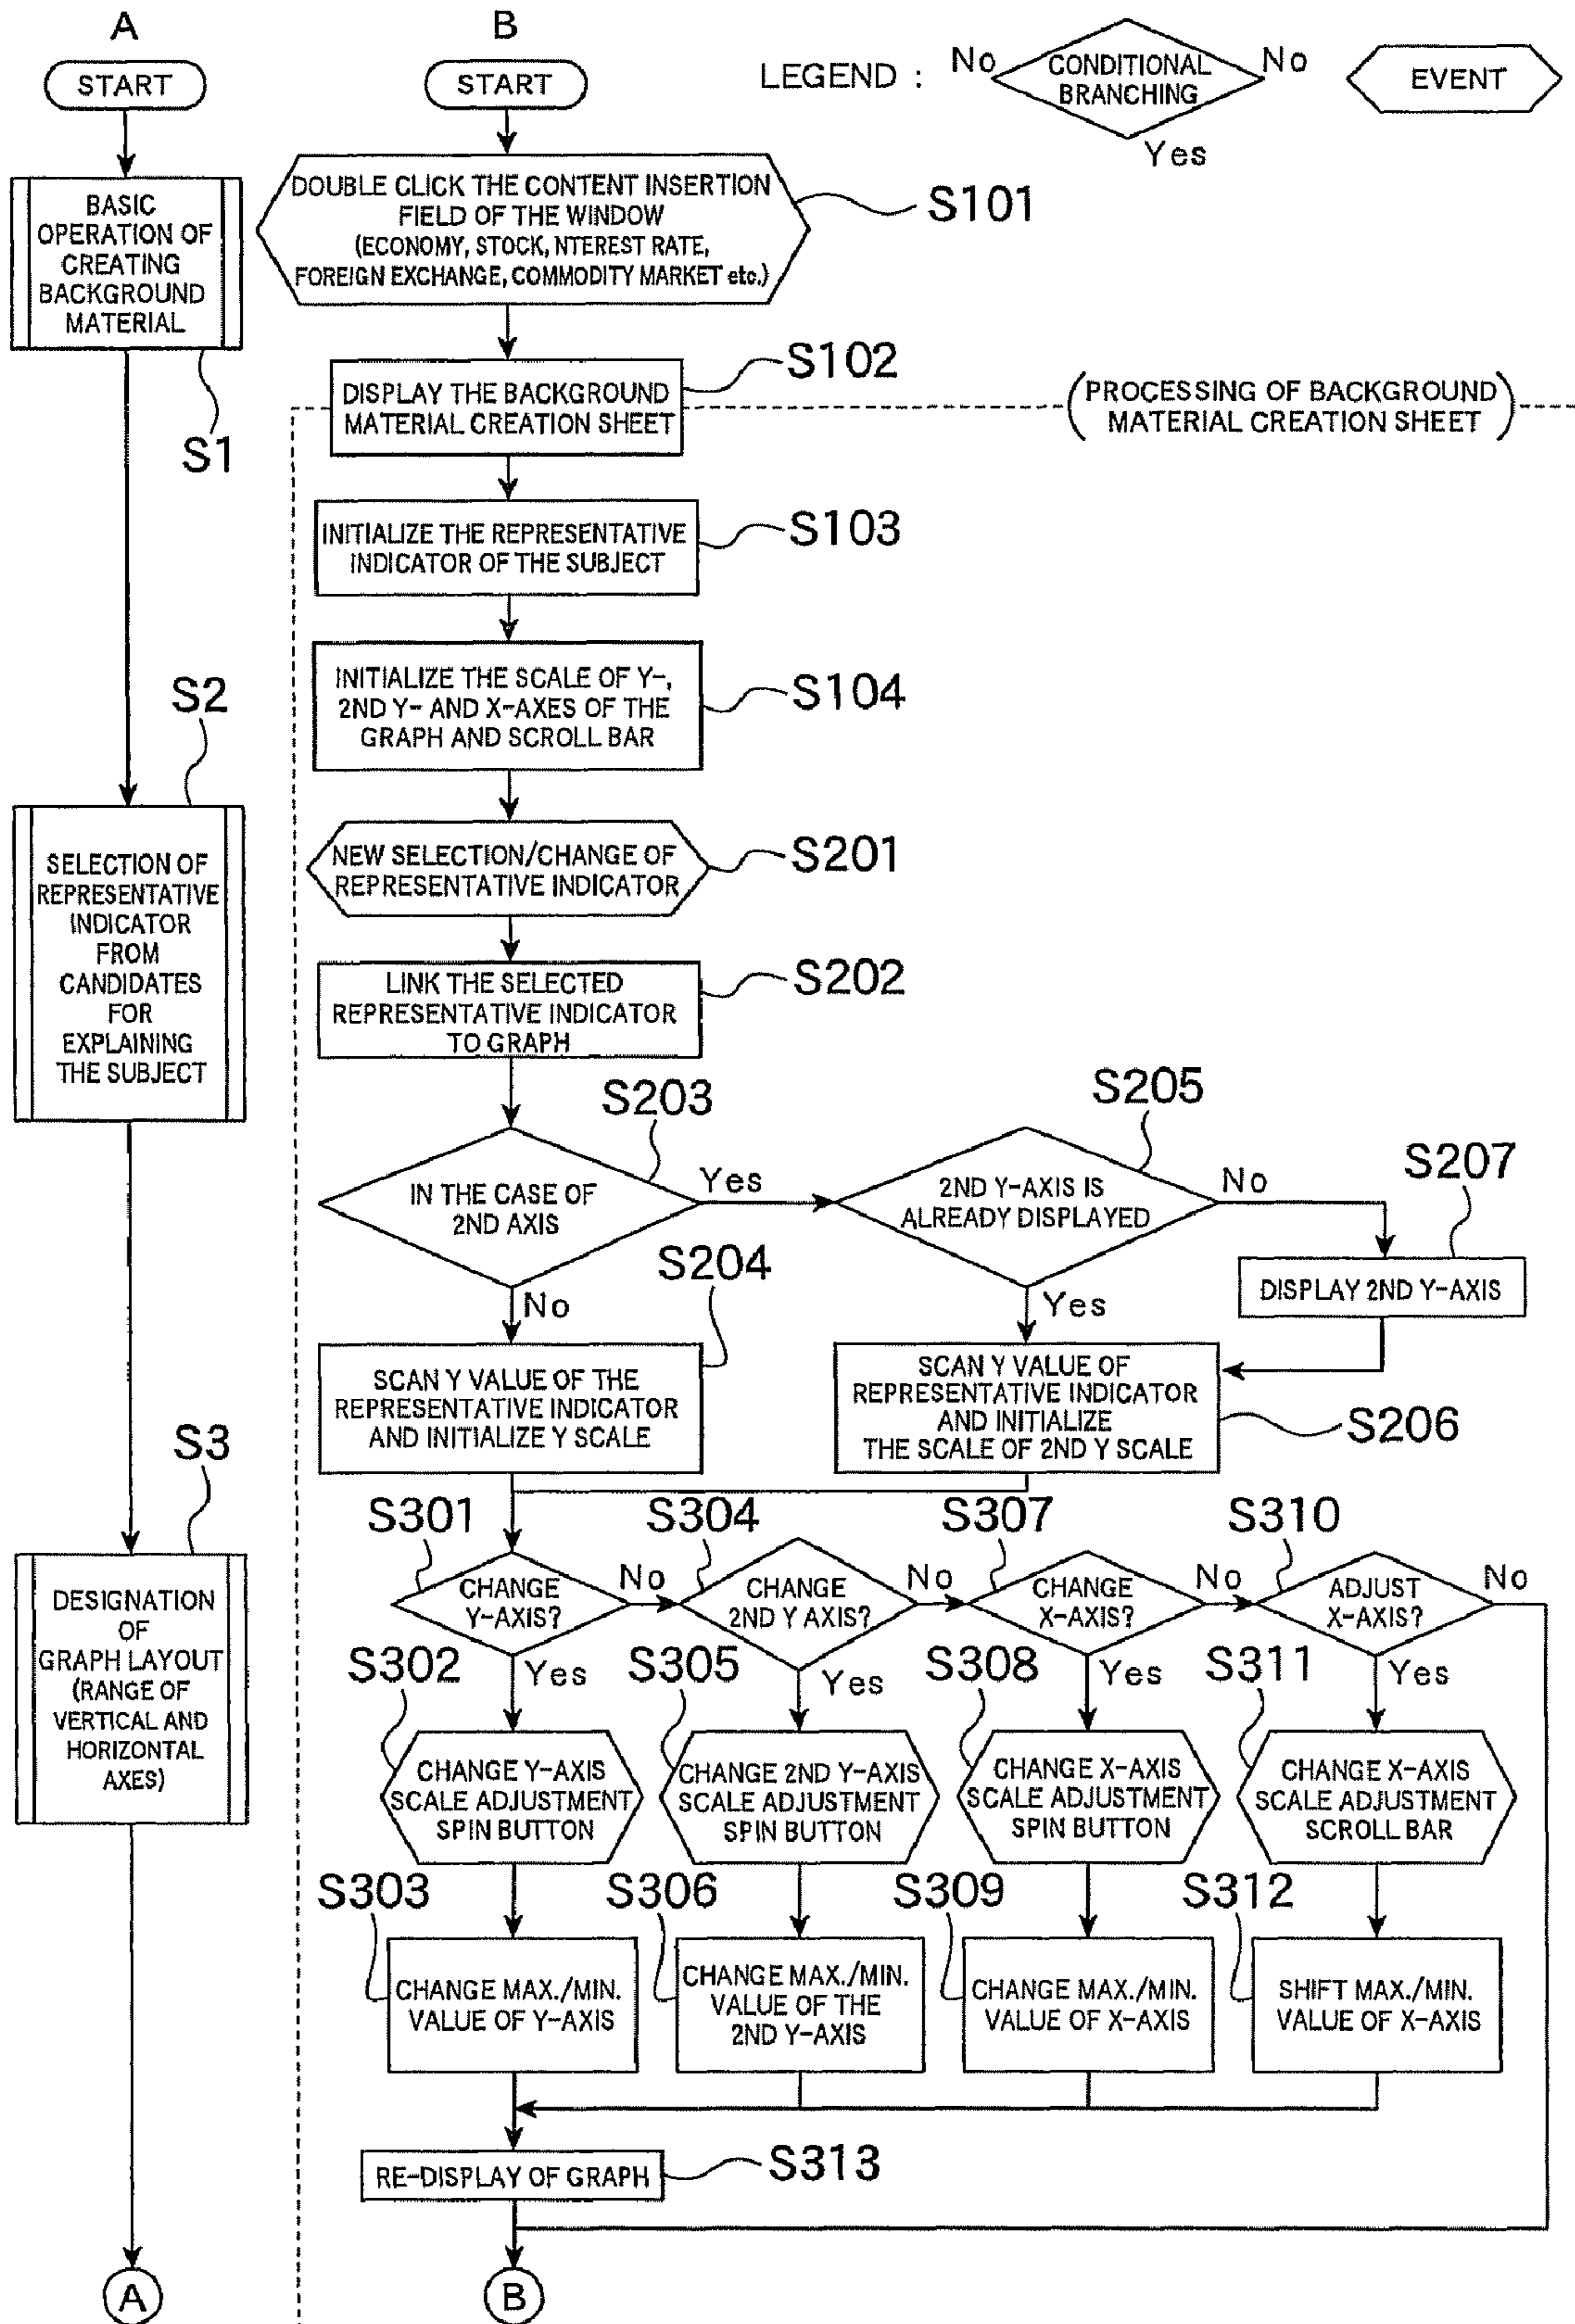 A
START
BASIC
OPERATION OF
CREATING
BACKGROUND
MATERIAL
S1
S2
SELECTION OF
REPRESENTATIVE
INDICATOR
FROM
CANDIDATES
FOR
EXPLAINING
THE SUBJECT
S3
DESIGNATION
OF
GRAPH LAYOUT
(RANGE OF
VERTICAL AND
HORIZONTAL
AXES)
A
B
START
LEGEND :
No
CONDITIONAL
BRANCHING
No
Yes
EVENT
DOUBLE CLICK THE CONTENT INSERTION
FIELD OF THE WINDOW
(ECONOMY, STOCK, NTEREST RATE,
FOREIGN EXCHANGE, COMMODITY MARKET etc.)
S101
DISPLAY THE BACKGROUND
MATERIAL CREATION SHEET
S102
(PROCESSING OF BACKGROUND
MATERIAL CREATION SHEET)
INITIALIZE THE REPRESENTATIVE
INDICATOR OF THE SUBJECT
S103
INITIALIZE THE SCALE OF Y-,
2ND Y- AND X-AXES OF THE
GRAPH AND SCROLL BAR
S104
NEW SELECTION/CHANGE OF
REPRESENTATIVE INDICATOR
S201
LINK THE SELECTED
REPRESENTATIVE INDICATOR
TO GRAPH
S202
S203
IN THE CASE OF
2ND AXIS
Yes
No
S205
2ND Y-AXIS IS
ALREADY DISPLAYED
No
Yes
S207
DISPLAY 2ND Y-AXIS
S204
SCAN Y VALUE OF THE
REPRESENTATIVE INDICATOR
AND INITIALIZE Y SCALE
SCAN Y VALUE OF
REPRESENTATIVE INDICATOR
AND INITIALIZE
THE SCALE OF 2ND Y SCALE
S206
S301
CHANGE
Y-AXIS?
No
Yes
S304
CHANGE
2ND Y AXIS?
No
Yes
S307
CHANGE
X-AXIS?
No
Yes
S310
ADJUST
X-AXIS?
No
Yes
S302
CHANGE Y-AXIS
SCALE ADJUSTMENT
SPIN BUTTON
S305
CHANGE 2ND Y-AXIS
SCALE ADJUSTMENT
SPIN BUTTON
S308
CHANGE X-AXIS
SCALE ADJUSTMENT
SPIN BUTTON
S311
CHANGE X-AXIS
SCALE ADJUSTMENT
SCROLL BAR
S303
CHANGE MAX./MIN.
VALUE OF Y-AXIS
S306
CHANGE MAX./MIN.
VALUE OF THE
2ND Y-AXIS
S309
CHANGE MAX./MIN.
VALUE OF X-AXIS
S312
SHIFT MAX./MIN.
VALUE OF X-AXIS
RE-DISPLAY OF GRAPH
S313
B